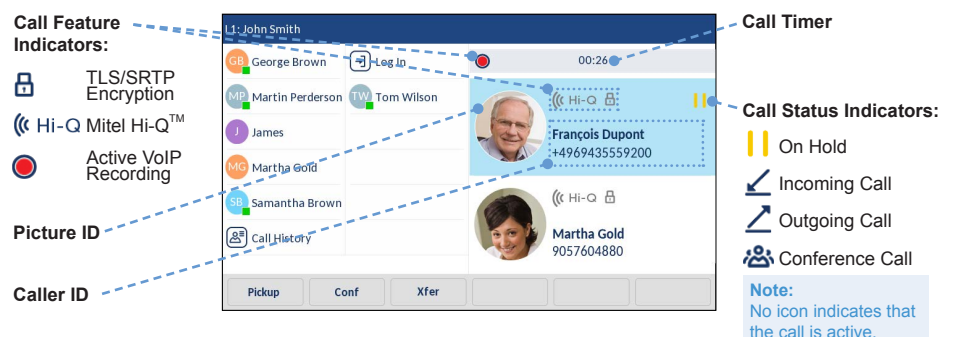 Call Feature
Indicators:
TLS/SRTP
Encryption
Hi-Q Mitel Hi-Q™
Active VoIP
Recording
Picture ID
Caller ID
L1: John Smith
GB George Brown
Log In
MP Martin Perderson
TW Tom Wilson
J James
MG Martha Gold
SB Samantha Brown
Call History
00:26
Hi-Q
François Dupont
+4969435559200
Hi-Q
Martha Gold
9057604880
Pickup
Conf
Xfer
Call Timer
Call Status Indicators:
On Hold
Incoming Call
Outgoing Call
Conference Call
Note:
No icon indicates that
the call is active.